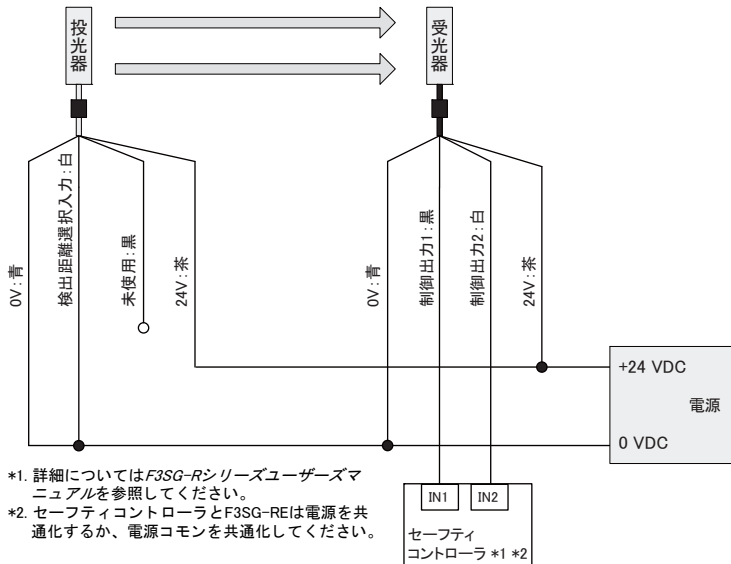 投光器
受光器
0V:青
検出距離選択入力:白
未使用:黒
24V:茶
0V:青
制御出力1:黒
制御出力2:白
24V:茶
+24 VDC
電源
0 VDC
IN1
IN2
セーフティ
コントローラ *1 *2
*1. 詳細についてはF3SG-Rシリーズユーザーズマ
ニュアルを参照してください。
*2. セーフティコントローラとF3SG-REは電源を共
通化するか、電源コモンを共通化してください。